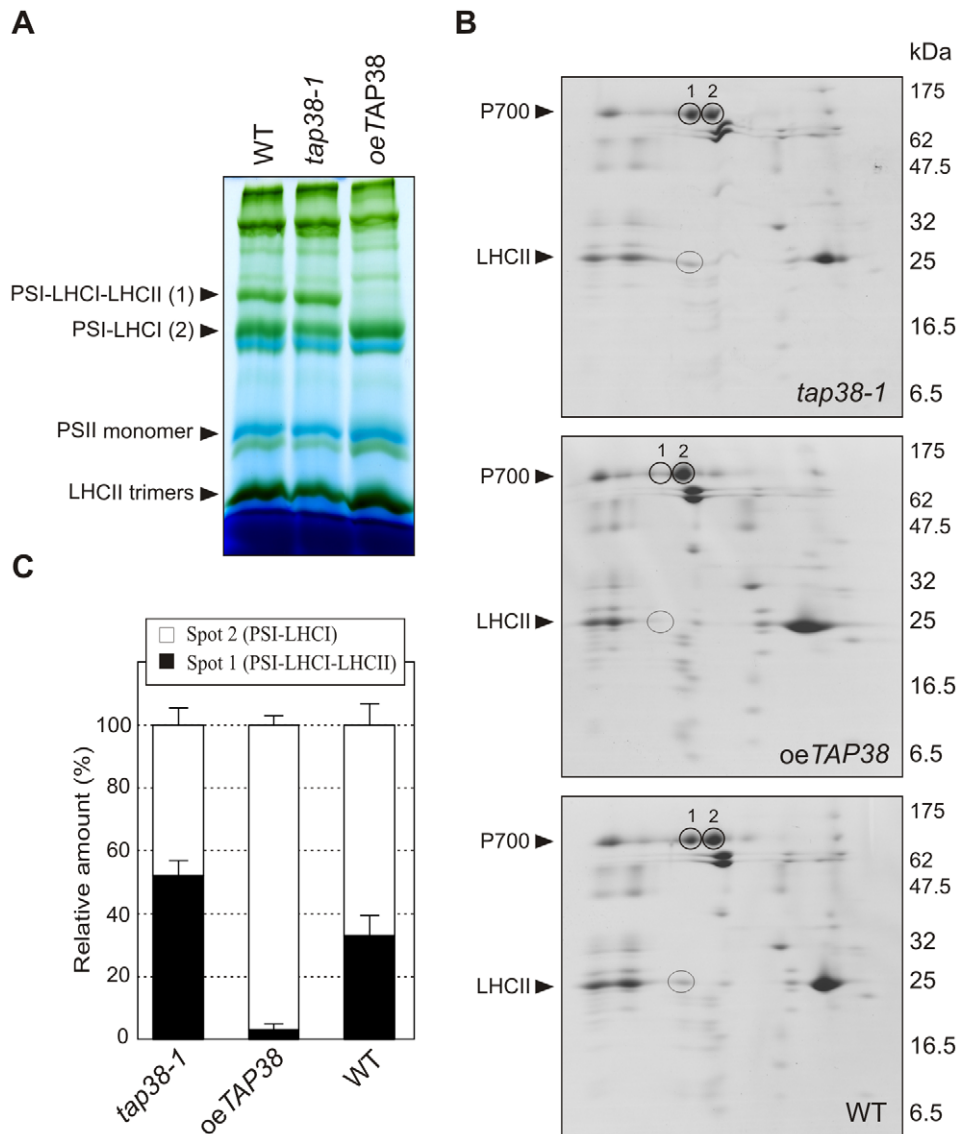 A
WT
tap38-1
oeTAP38
PSI-LHCI-LHCII (1)
PSI-LHCI (2)
PSII monomer
LHCII trimers
B
kDa
1 2
P700
LHCII
175
62
47.5
32
25
16.5
6.5
tap38-1
1 2
P700
LHCII
175
62
47.5
32
25
16.5
6.5
oeTAP38
1 2
P700
LHCII
175
62
47.5
32
25
16.5
6.5
WT
C
Spot 2 (PSI-LHCI)
Spot 1 (PSI-LHCI-LHCII)
Relative amount (%)
100
80
60
40
20
0
tap38-1
oeTAP38
WT